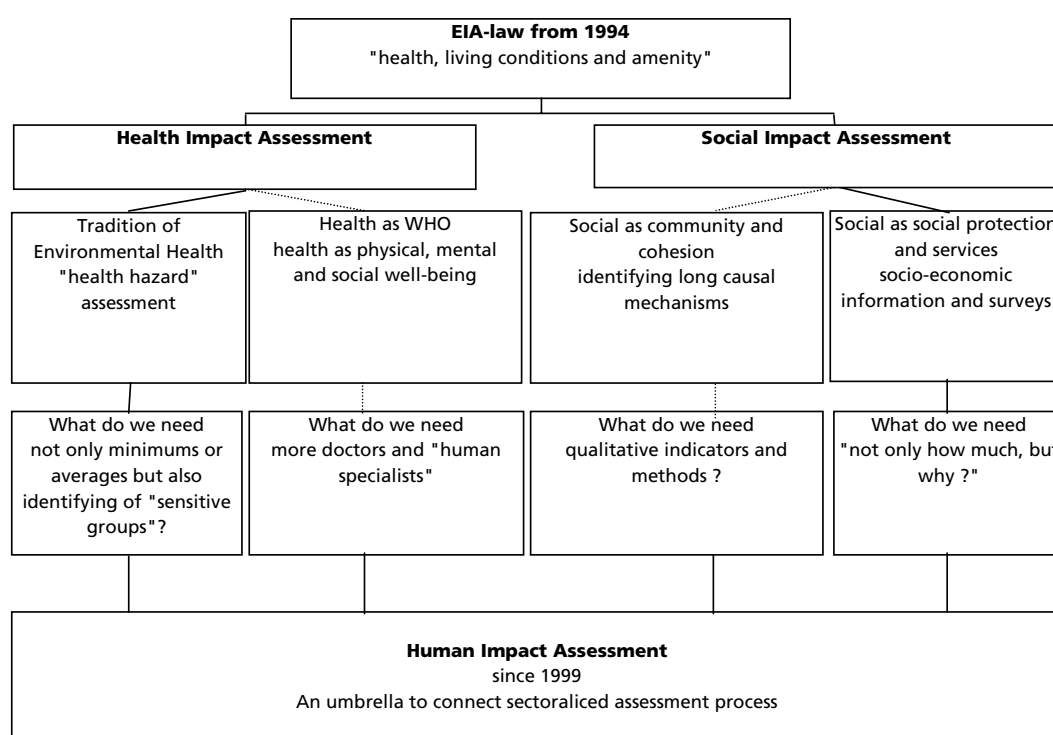 EIA-law from 1994
"health, living conditions and amenity"
Health Impact Assessment
Social Impact Assessment
Tradition of
Environmental Health
"health hazard"
assessment
Health as WHO
health as physical, mental
and social well-being
Social as community and
cohesion
identifying long causal
mechanisms
Social as social protection
and services
socio-economic
information and surveys
What do we need
not only minimums or
averages but also
identifying of "sensitive
groups"?
What do we need
more doctors and "human
specialists"
What do we need
qualitative indicators and
methods ?
What do we need
"not only how much, but
why ?"
Human Impact Assessment
since 1999
An umbrella to connect sectoraliced assessment process